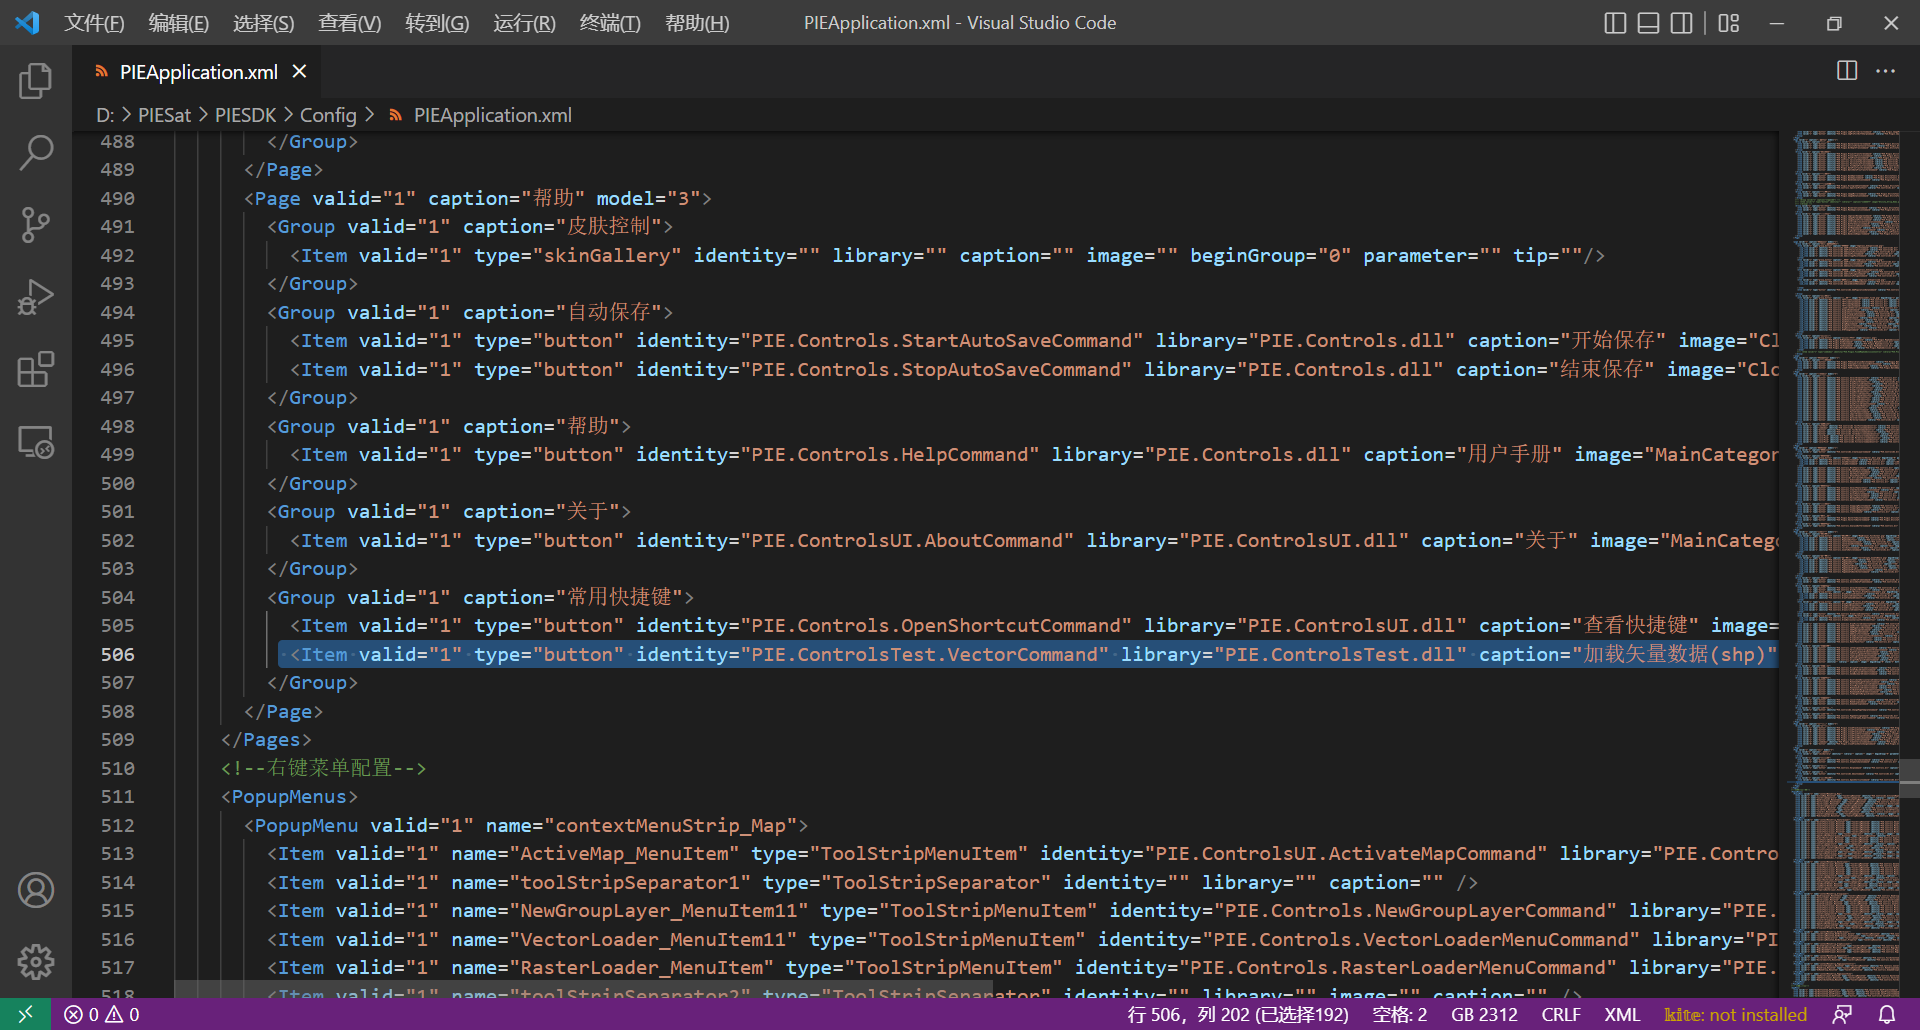 文件(F) 编辑(E) 选择(S) 查看(V) 转到(G) 运行(R) 终端(T) 帮助(H) PIEApplication.xml - Visual Studio Code
PIEApplication.xml
D: > PIESat > PIESDK > Config > PIEApplication.xml
488 </Group>
489 </Page>
490 <Page valid="1" caption="帮助" model="3">
491 <Group valid="1" caption="皮肤控制">
492 <Item valid="1" type="skinGallery" identity="" library="" caption="" image="" beginGroup="0" parameter="" tip=""/>
493 </Group>
494 <Group valid="1" caption="自动保存">
495 <Item valid="1" type="button" identity="PIE.Controls.StartAutoSaveCommand" library="PIE.Controls.dll" caption="开始保存" image="Cl
496 <Item valid="1" type="button" identity="PIE.Controls.StopAutoSaveCommand" library="PIE.Controls.dll" caption="结束保存" image="Clo
497 </Group>
498 <Group valid="1" caption="帮助">
499 <Item valid="1" type="button" identity="PIE.Controls.HelpCommand" library="PIE.Controls.dll" caption="用户手册" image="MainCategor
500 </Group>
501 <Group valid="1" caption="关于">
502 <Item valid="1" type="button" identity="PIE.ControlsUI.AboutCommand" library="PIE.ControlsUI.dll" caption="关于" image="MainCatego
503 </Group>
504 <Group valid="1" caption="常用快捷键">
505 <Item valid="1" type="button" identity="PIE.Controls.OpenShortcutCommand" library="PIE.ControlsUI.dll" caption="查看快捷键" image=
506 <Item valid="1" type="button" identity="PIE.ControlsTest.VectorCommand" library="PIE.ControlsTest.dll" caption="加载矢量数据(shp)"
507 </Group>
508 </Page>
509 </Pages>
510 <!--右键菜单配置-->
511 <PopupMenus>
512 <PopupMenu valid="1" name="contextMenuStrip_Map">
513 <Item valid="1" name="ActiveMap_MenuItem" type="ToolStripMenuItem" identity="PIE.ControlsUI.ActivateMapCommand" library="PIE.Contro
514 <Item valid="1" name="toolStripSeparator1" type="ToolStripSeparator" identity="" library="" caption="" />
515 <Item valid="1" name="NewGroupLayer_MenuItem11" type="ToolStripMenuItem" identity="PIE.Controls.NewGroupLayerCommand" library="PIE.
516 <Item valid="1" name="VectorLoader_MenuItem11" type="ToolStripMenuItem" identity="PIE.Controls.VectorLoaderMenuCommand" library="PI
517 <Item valid="1" name="RasterLoader_MenuItem" type="ToolStripMenuItem" identity="PIE.Controls.RasterLoaderMenuCommand" library="PIE.
518 <Item valid="1" name="toolStripSeparator2" type="ToolStripSeparator" identity="" library="" image="" caption="" />
0 0 行 506，列 202 (已选择192) 空格: 2 GB 2312 CRLF XML kite: not installed